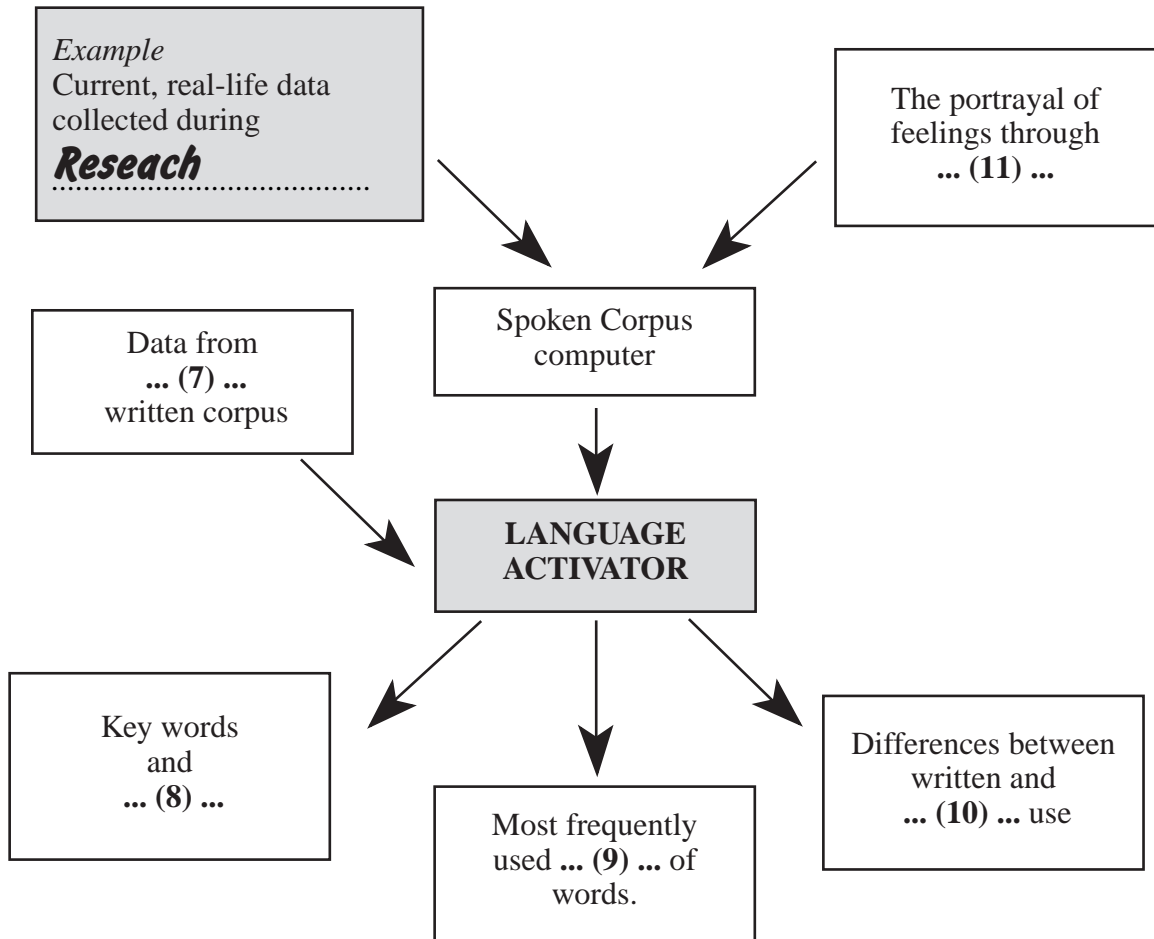 Example
Current, real-life data
collected during
Reseach
The portrayal of
feelings through
... (11) ...
Spoken Corpus
computer
Data from
... (7) ...
written corpus
LANGUAGE
ACTIVATOR
Key words
and
... (8) ...
Most frequently
used ... (9) ... of
words.
Differences between
written and
... (10) ... use